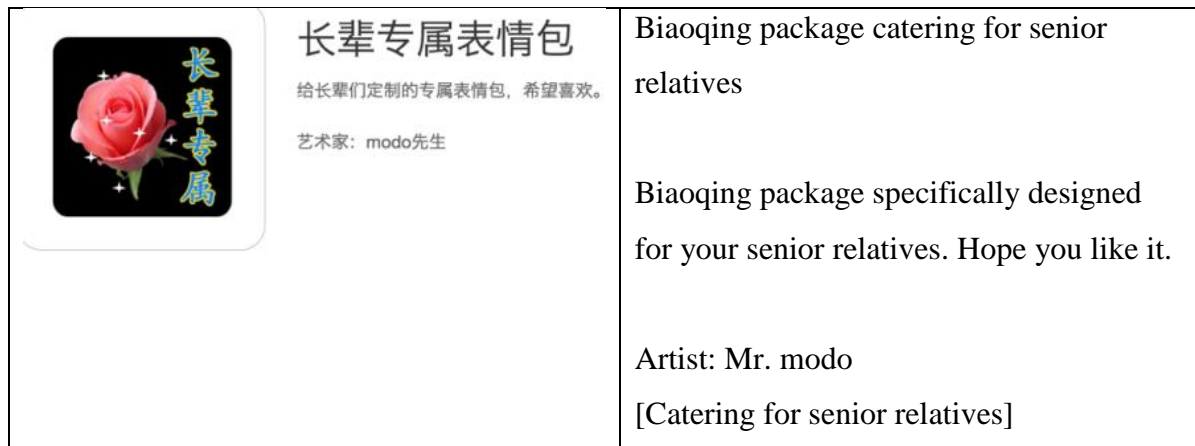 长辈专属表情包
给长辈们定制的专属表情包，希望喜欢。
艺术家：modo先生
长辈专属
Biaoqing package catering for senior
relatives
Biaoqing package specifically designed
for your senior relatives. Hope you like it.
Artist: Mr. modo
[Catering for senior relatives]